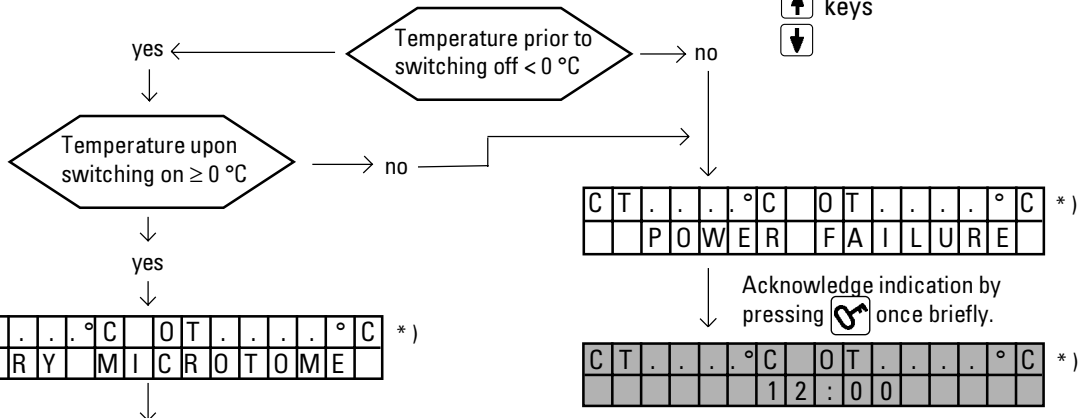 keys
Temperature prior to
switching off < 0 °C
yes
no
Temperature upon
switching on ≥ 0 °C
no
yes
CT....°C OT....°C *)
POWER FAILURE
Acknowledge indication by
pressing once briefly.
...°C OT....°C *)
RY MICROTOME
CT....°C OT....°C *)
12:00